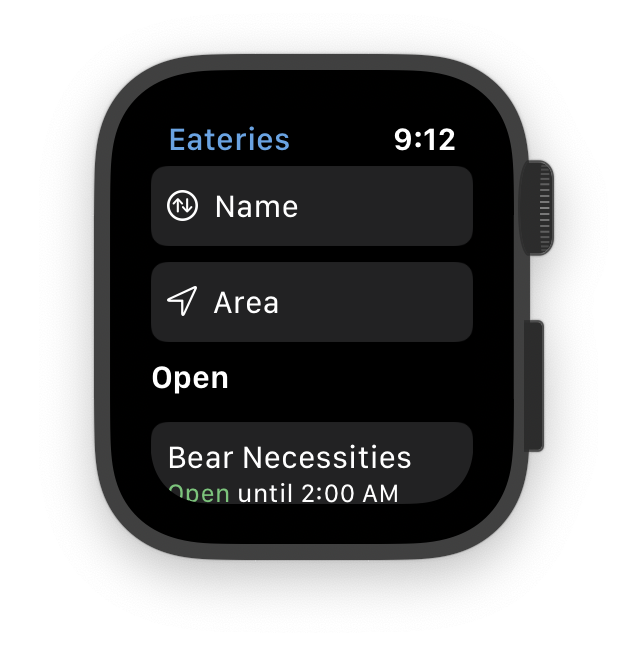 Eateries 9:12
Name
Area
Open
Bear Necessities
Open until 2:00 AM